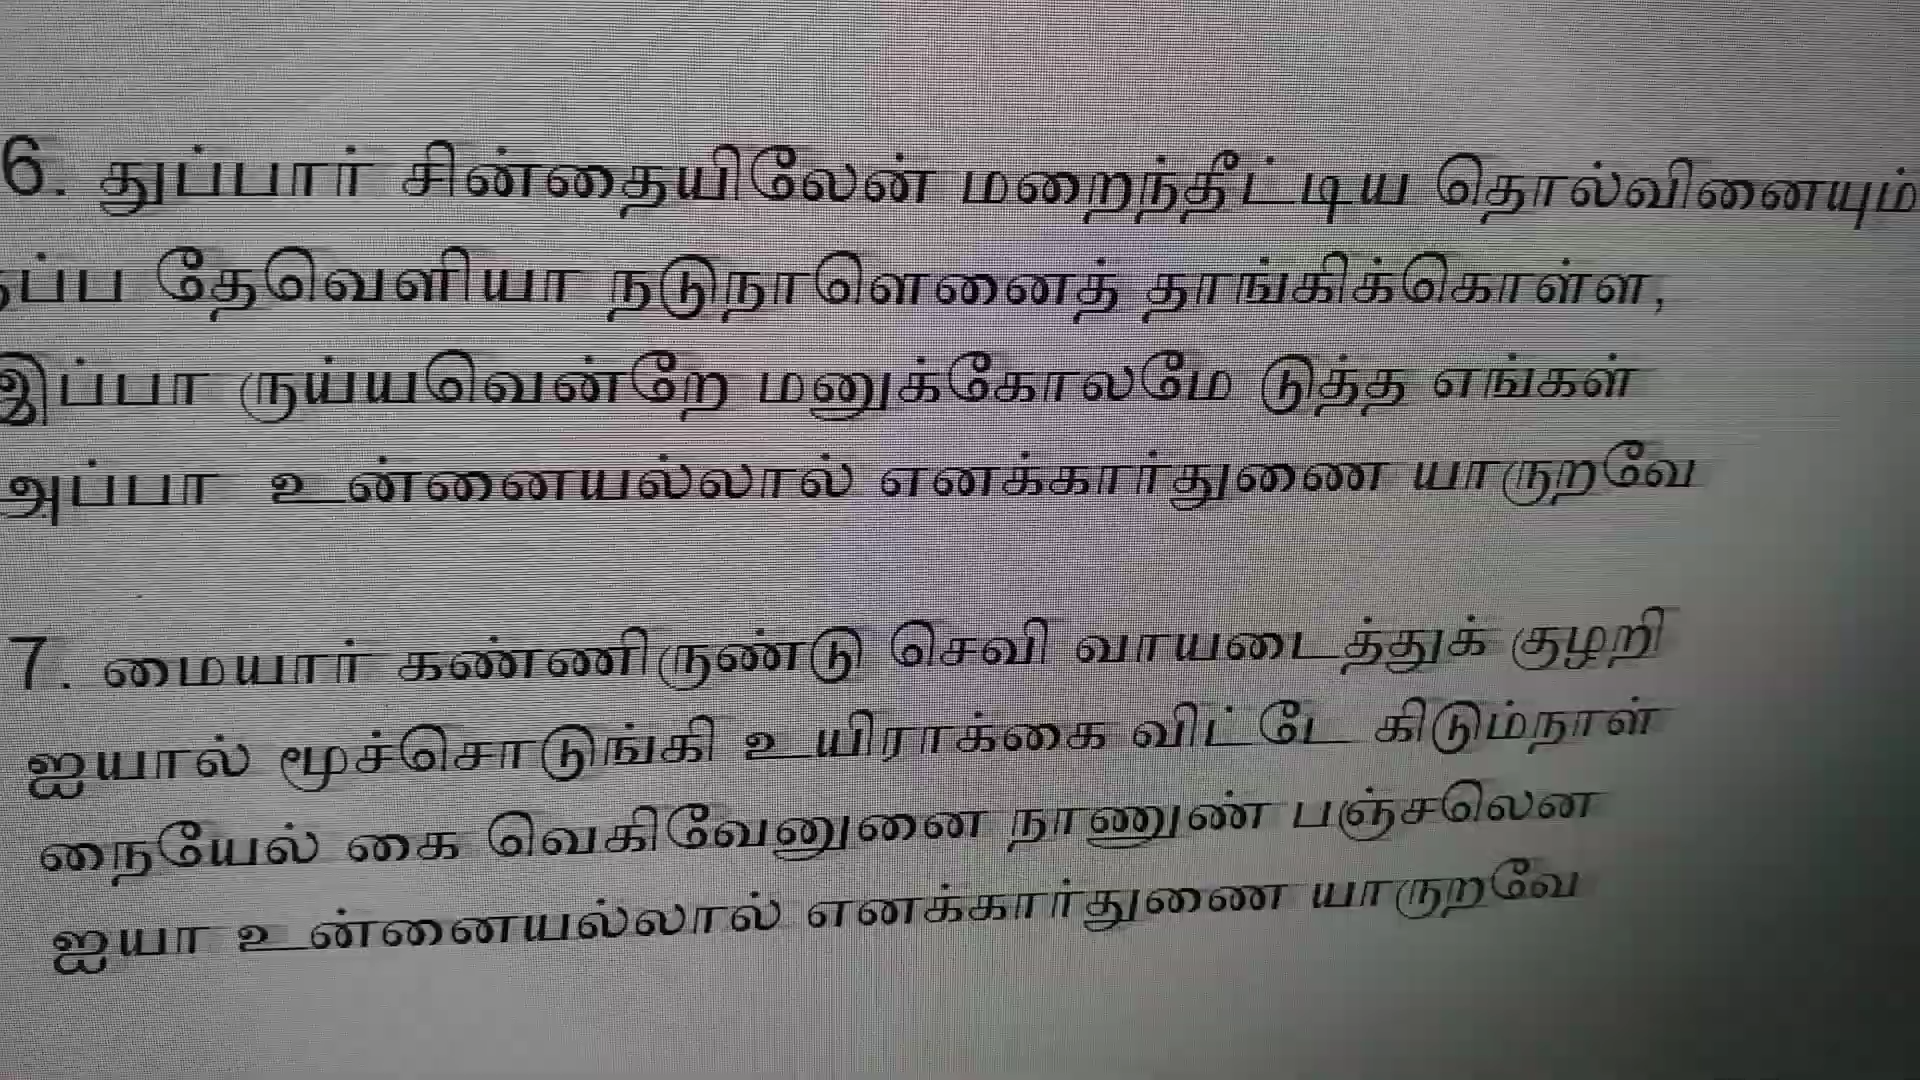 6. துப்பார் சிந்தையிலேன் மறைந்தீட்டிய தொல்வினையும்
தேவெளியா நடுநாளெனைத் தாங்கிக்கொள்ள,
இப்பா ருய்யவென்றே மனுக்கோலமே டுத்த எங்கள்
அப்பா உன்னையல்லால் எனக்கார்துணை யாருறவே
7. மையார் கண்ணிருண்டு செவி வாயடைத்துக் குழறி
ஐயால் மூச்சொடுங்கி உயிராக்கை விட்டே கிடும்நாள்
நையேல் கை வெகிவேனுனை நாணுண் பஞ்சலென
ஐயா உன்னையல்லால் எனக்கார்துணை யாருறவே